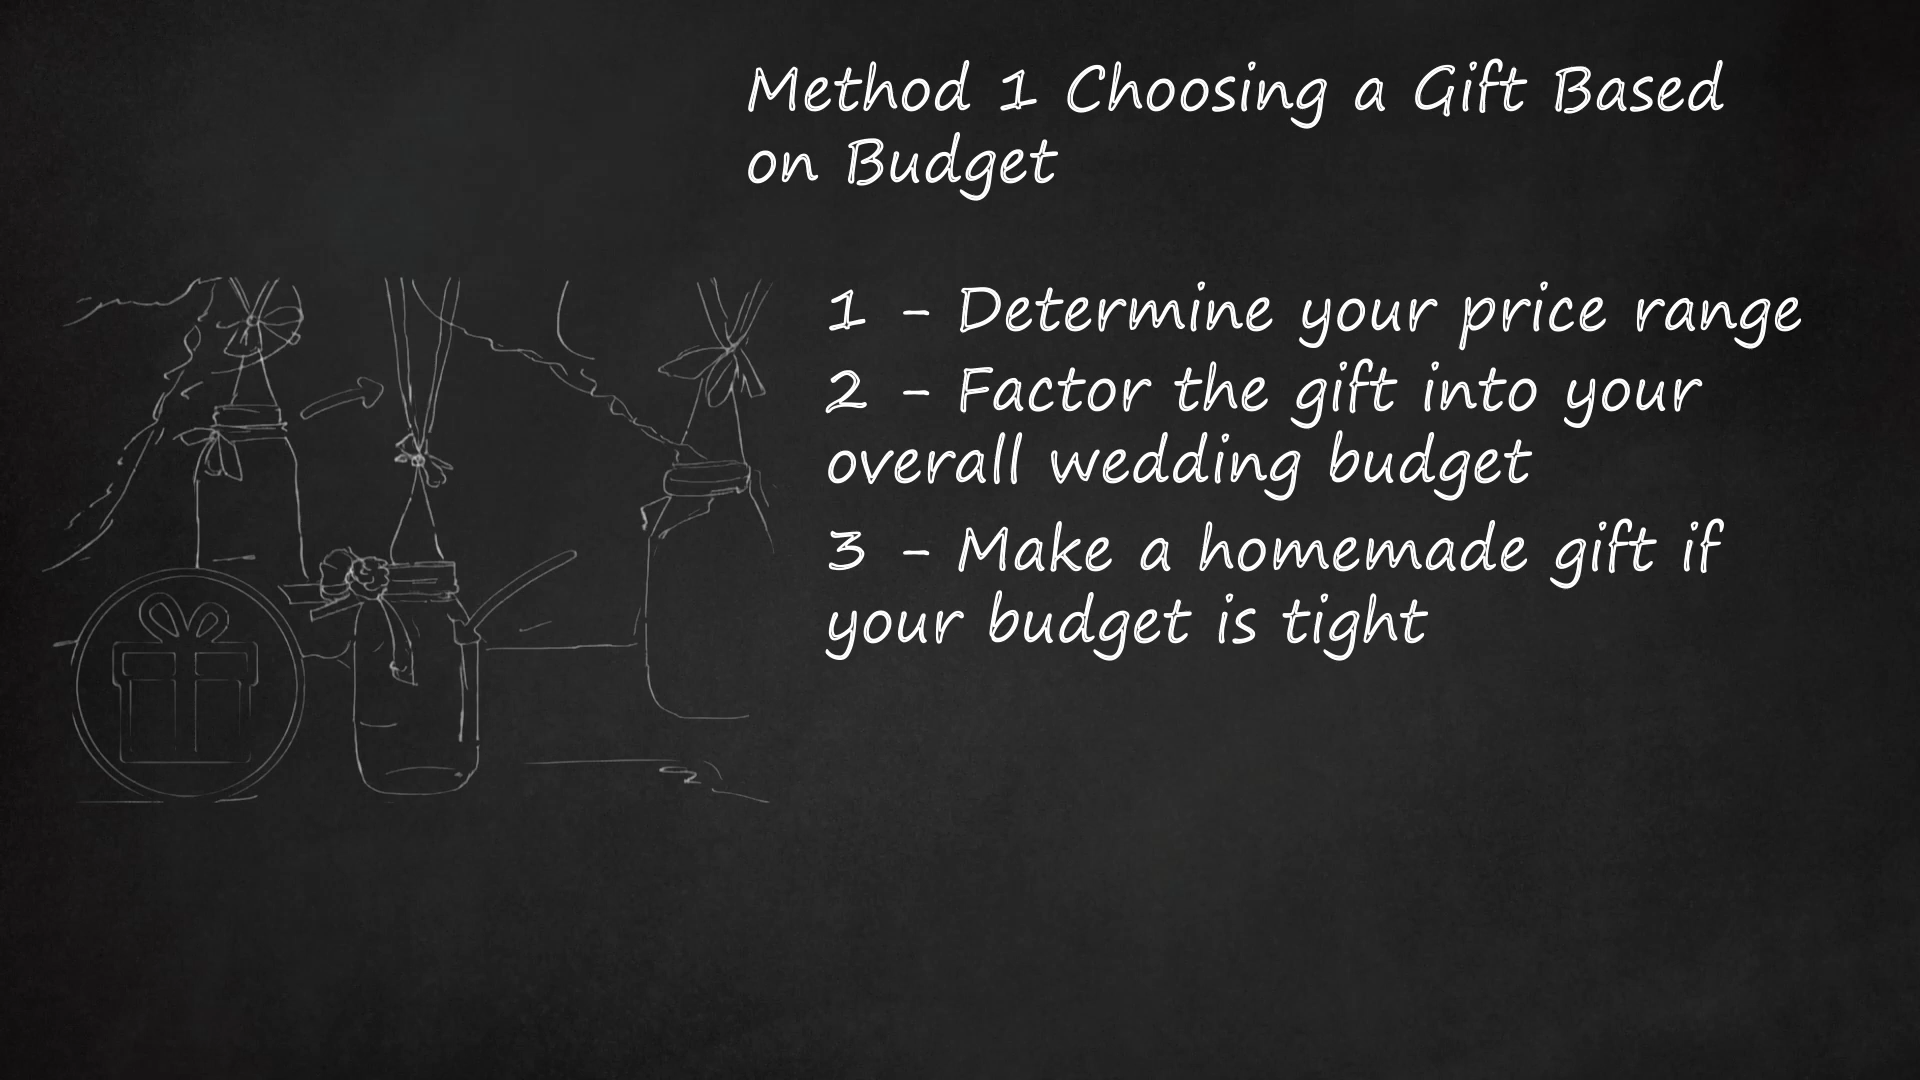 Method 1 Choosing a Gift Based
on Budget
1 - Determine your price range
2 - Factor the gift into your
overall wedding budget
3 - Make a homemade gift if
your budget is tight